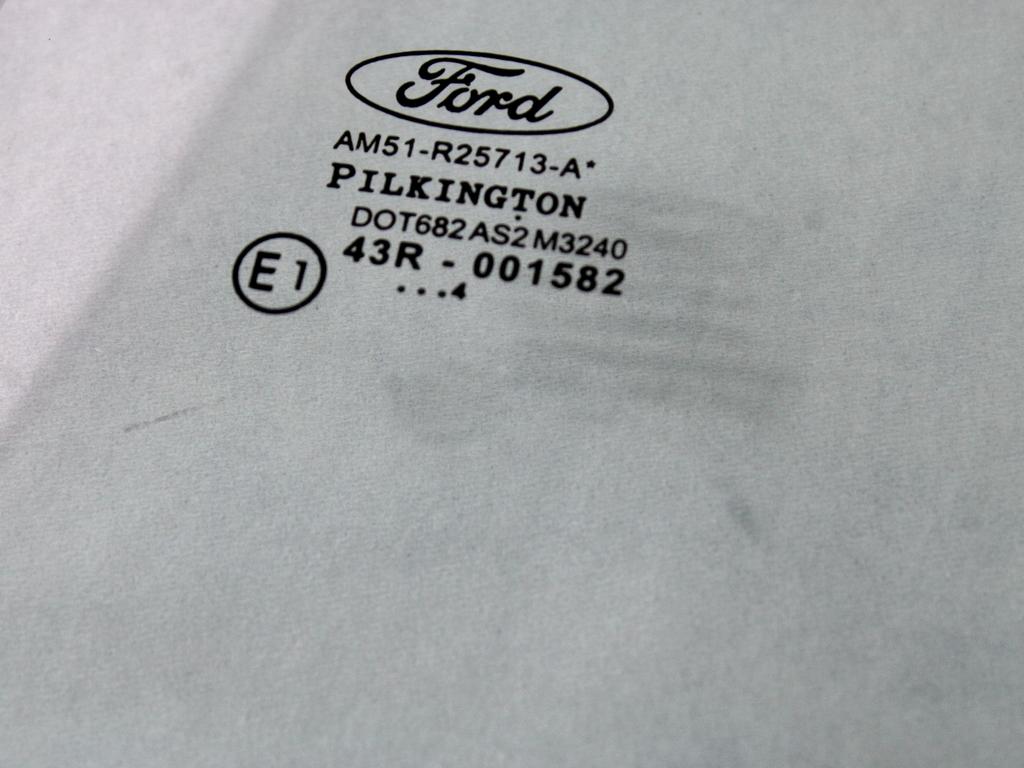 Ford
AM51-R25713-A*
PILKINGTON
DOT682 AS2 M3240
43R - 001582
E1
...4